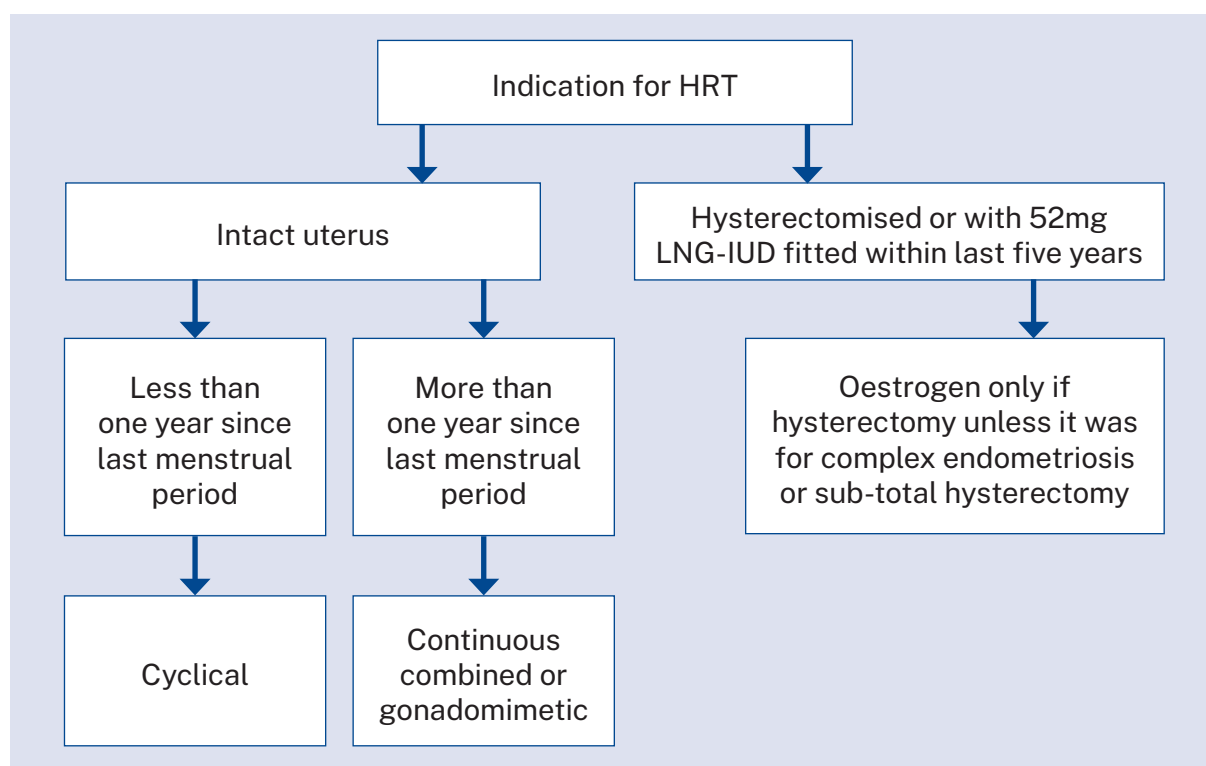 Indication for HRT
Intact uterus
Hysterectomised or with 52mg
LNG-IUD fitted within last five years
Less than
one year since
last menstrual
period
More than
one year since
last menstrual
period
Oestrogen only if
hysterectomy unless it was
for complex endometriosis
or sub-total hysterectomy
Cyclical
Continuous
combined or
gonadomimetic